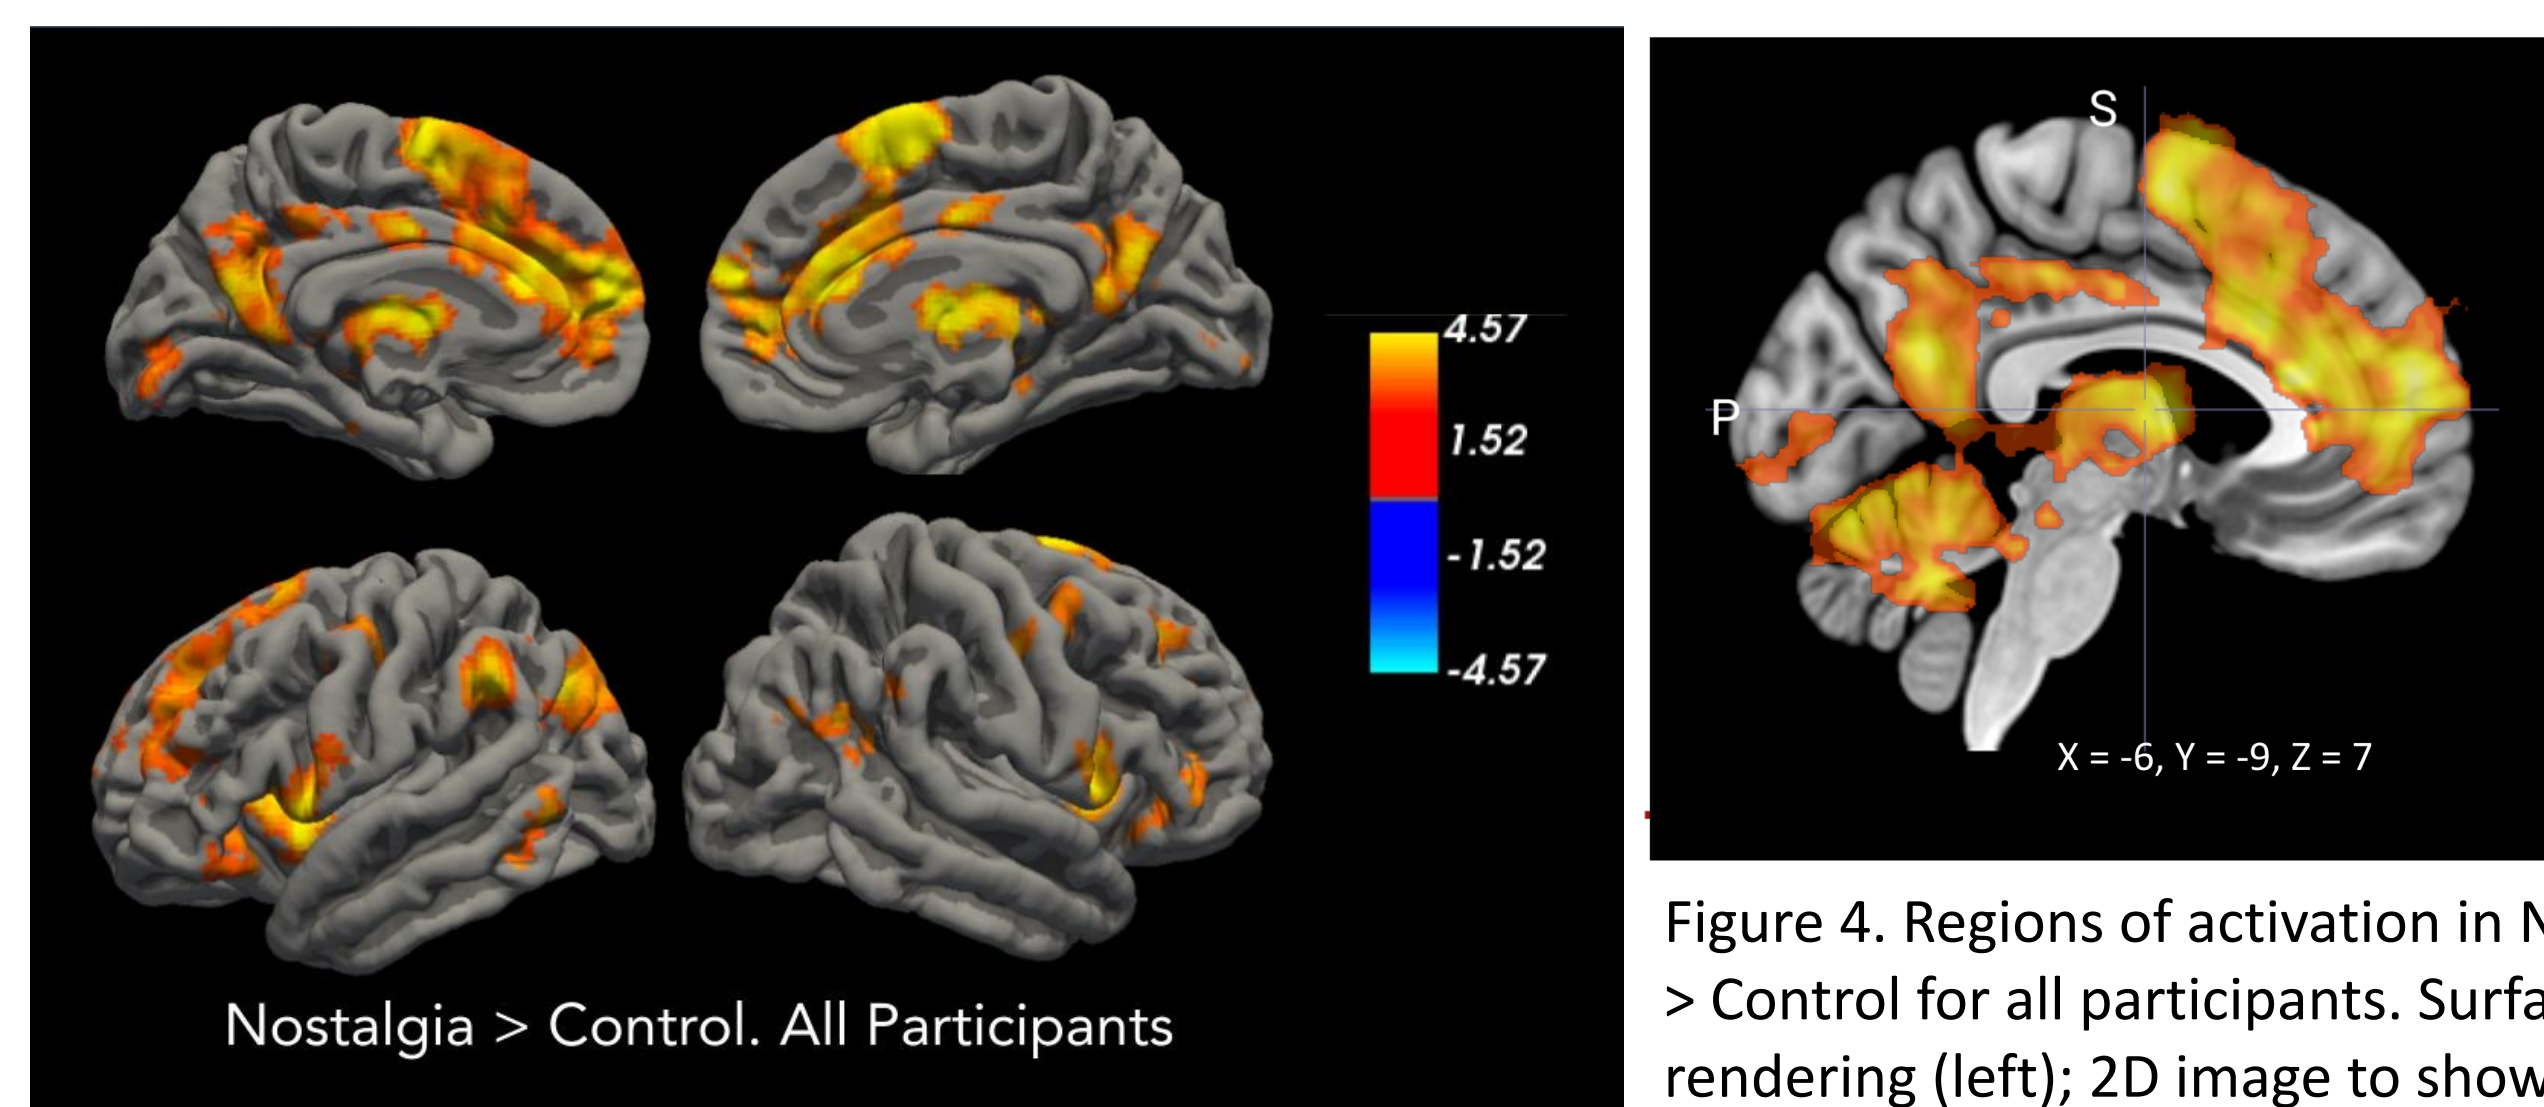 4.57
1.52
-1.52
-4.57
Nostalgia > Control. All Participants
S
P
X = -6, Y = -9, Z = 7
Figure 4. Regions of activation in
> Control for all participants.
rendering (left); 2D image to show